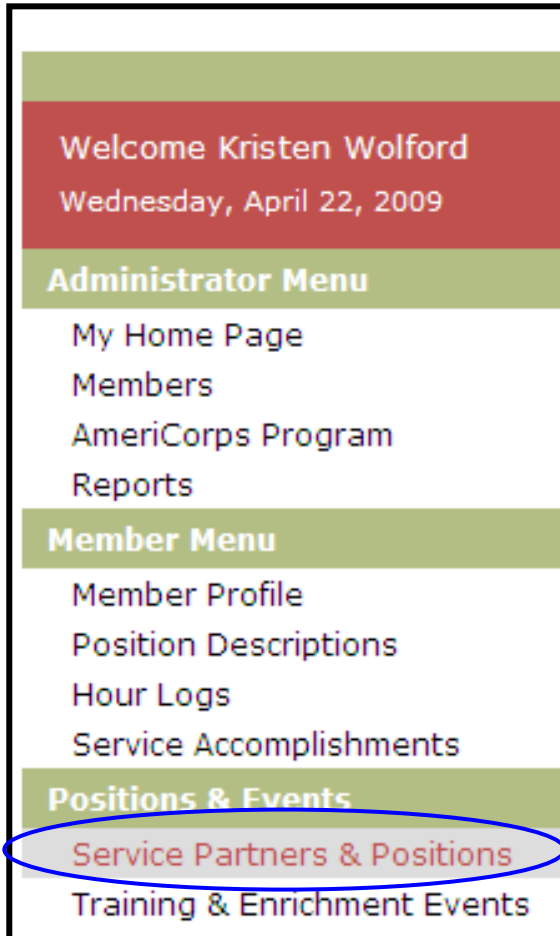 Welcome Kristen Wolford
Wednesday, April 22, 2009
Administrator Menu
My Home Page
Members
AmeriCorps Program
Reports
Member Menu
Member Profile
Position Descriptions
Hour Logs
Service Accomplishments
Positions & Events
Service Partners & Positions
Training & Enrichment Events